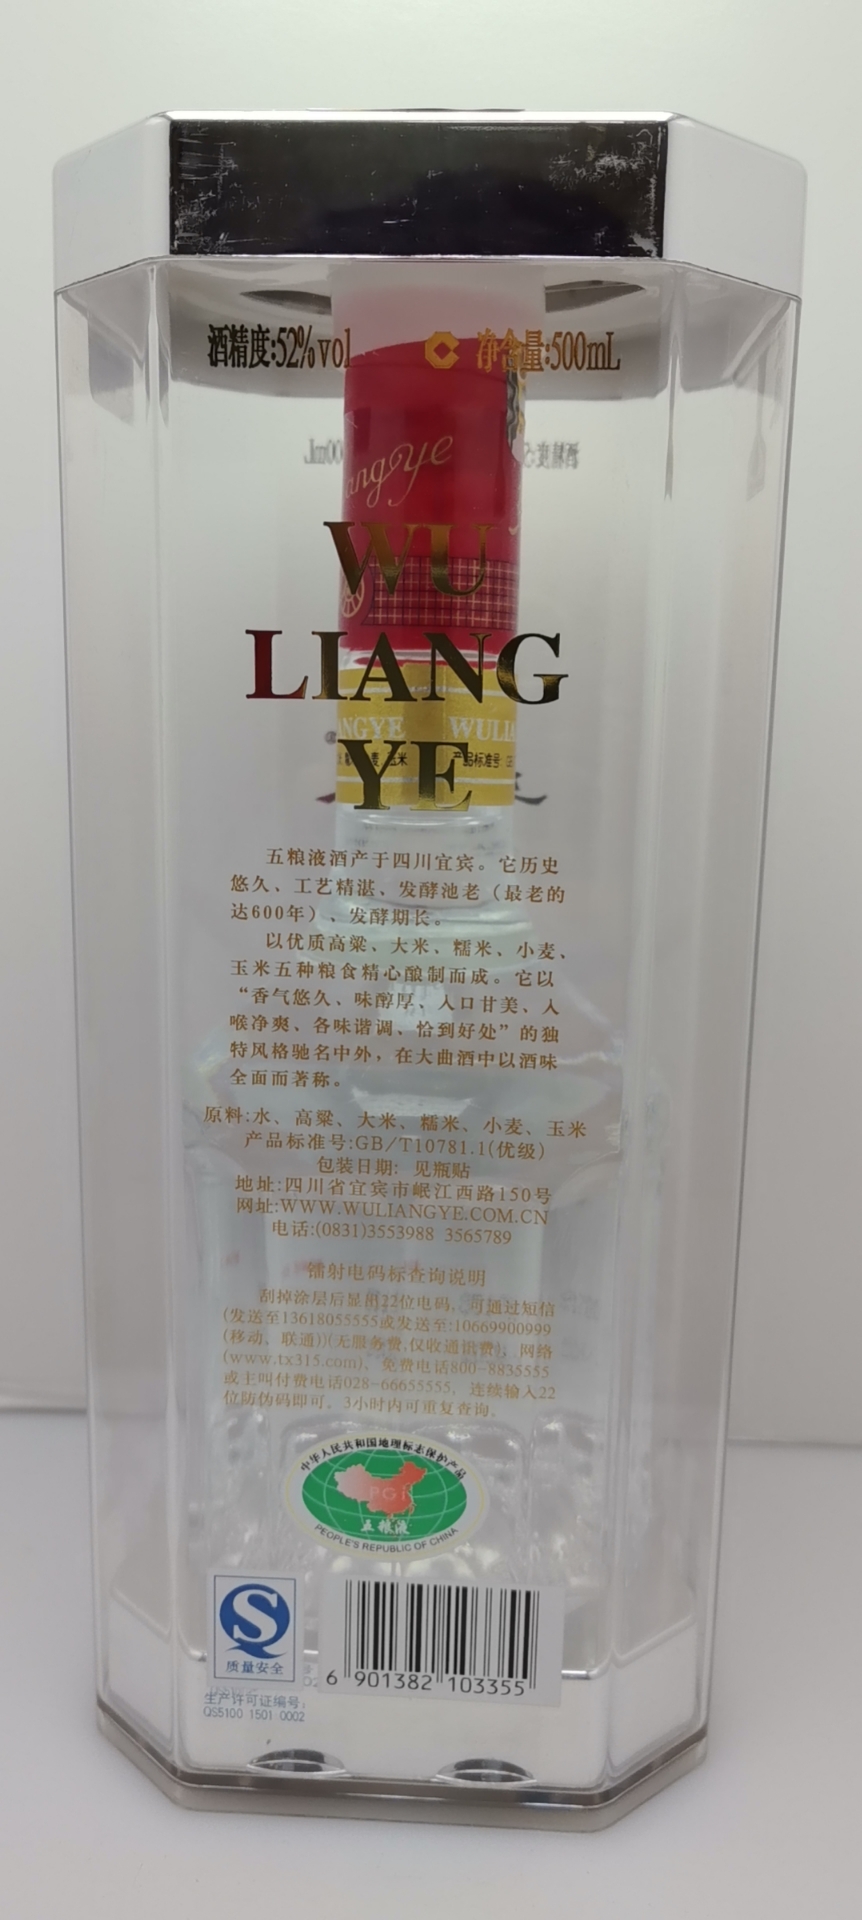 酒精度:52%vol 净含量:500mL
angye
WU
LIANG
ANGYE WULIA
YE
麦、玉米 产品标准号
五粮液酒产于四川宜宾。它历史
悠久、工艺精湛、发酵池老（最老的
达600年）、发酵期长。
以优质高粱、大米、糯米、小麦、
玉米五种粮食精心酿制而成。它以
“香气悠久、味醇厚、入口甘美、入
喉净爽、各味谐调、恰到好处”的独
特风格驰名中外，在大曲酒中以酒味
全面而著称。
原料:水、高粱、大米、糯米、小麦、玉米
产品标准号:GB/T10781.1(优级)
包装日期: 见瓶贴
地址:四川省宜宾市岷江西路150号
网址:WWW.WULIANGYE.COM.CN
电话:(0831)3553988 3565789
镭射电码标查询说明
刮掉涂层后显出22位电码，可通过短信
(发送至13618055555或发送至:10669900999
(移动、联通))(无服务费,仅收通讯费)；网络
(www.tx315.com)，免费电话800-8835555
或主叫付费电话028-66655555，连续输入22
位防伪码即可，3小时内可重复查询。
中华人民共和国地理标志保护产品
PGI
五粮液
PEOPLE'S REPUBLIC OF CHINA
质量安全
6 901382 103355
生产许可证编号:
QS5100 1501 0002